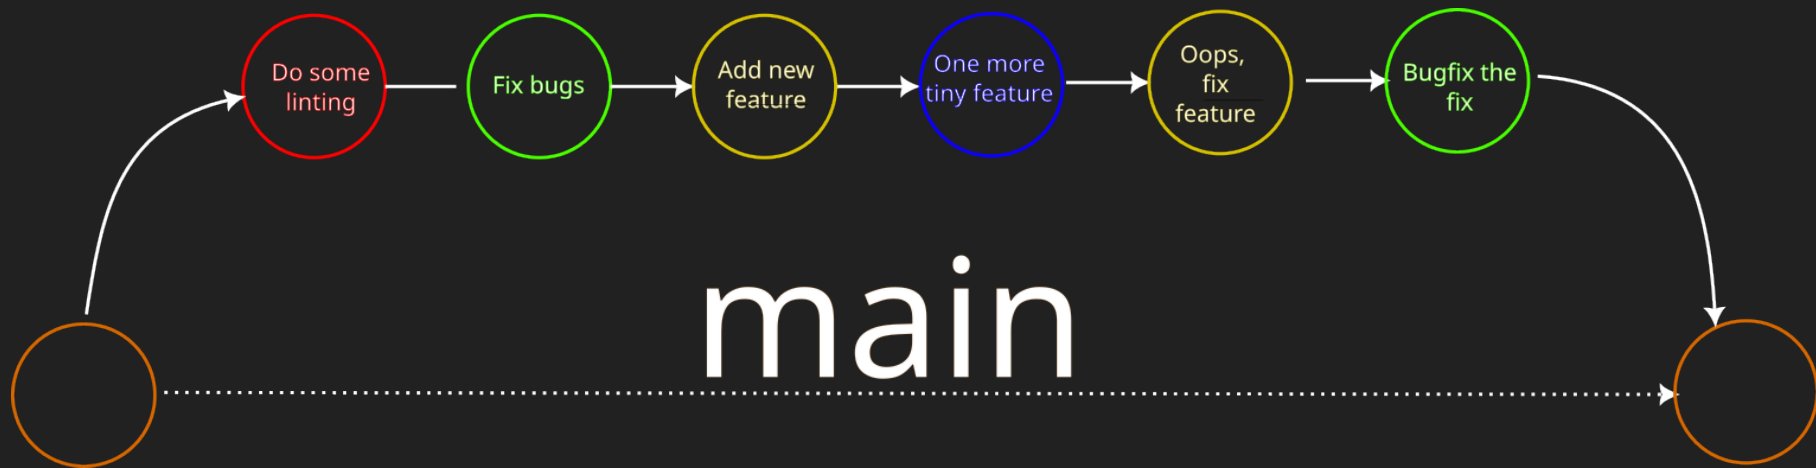 Do some
linting
Fix bugs
Add new
feature
One more
tiny feature
Oops,
fix
feature
Bugfix the
fix
main